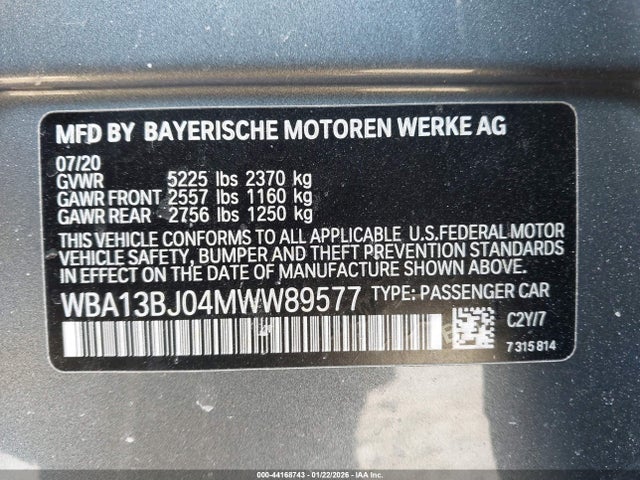 MFD BY BAYERISCHE MOTOREN WERKE AG
07/20
GVWR 5225 lbs 2370 kg
GAWR FRONT 2557 lbs 1160 kg
GAWR REAR 2756 lbs 1250 kg
THIS VEHICLE CONFORMS TO ALL APPLICABLE U.S.FEDERAL MOTOR
VEHICLE SAFETY, BUMPER AND THEFT PREVENTION STANDARDS
IN EFFECT ON THE DATE OF MANUFACTURE SHOWN ABOVE.
WBA13BJ04MWW89577 TYPE: PASSENGER CAR
C2Y/7
7 315 814
000-44168743 - 01/22/2026 - IAA Inc.